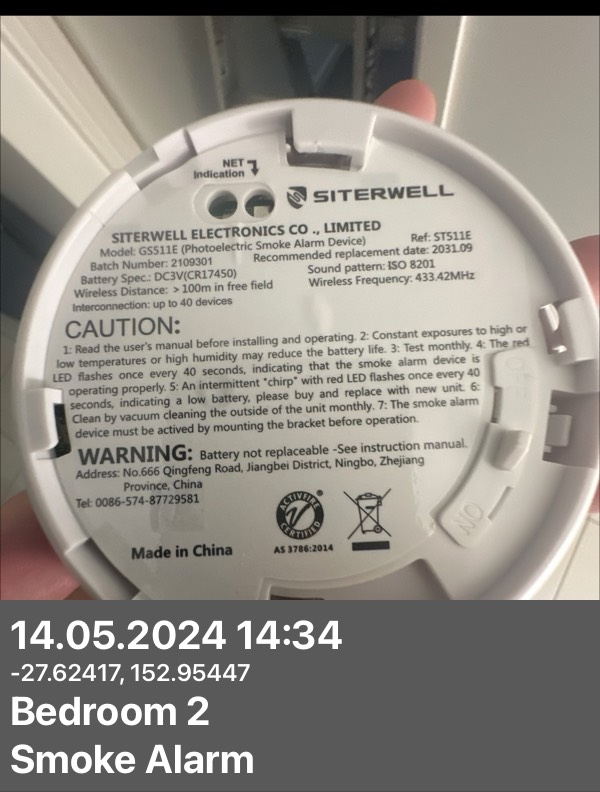 NET
Indication
SITERWELL
SITERWELL ELECTRONICS CO ., LIMITED
Model: GS511E (Photoelectric Smoke Alarm Device) Ref: ST511E
Batch Number: 2109301 Recommended replacement date: 2031.09
Battery Spec.: DC3V(CR17450) Sound pattern: ISO 8201
Wireless Distance: > 100m in free field Wireless Frequency: 433.42MHz
Interconnection: up to 40 devices
CAUTION:
1: Read the user's manual before installing and operating. 2: Constant exposures to high or
low temperatures or high humidity may reduce the battery life. 3: Test monthly. 4: The red
LED flashes once every 40 seconds, indicating that the smoke alarm device is
operating properly. 5: An intermittent "chirp" with red LED flashes once every 40
seconds, indicating a low battery, please buy and replace with new unit. 6:
Clean by vacuum cleaning the outside of the unit monthly. 7: The smoke alarm
device must be actived by mounting the bracket before operation.
WARNING: Battery not replaceable -See instruction manual.
Address: No.666 Qingfeng Road, Jiangbei District, Ningbo, Zhejiang
Province, China
Tel: 0086-574-87729581
ACTIVFIRE
CERTIFIED
Made in China
AS 3786:2014
OFF
ON
14.05.2024 14:34
-27.62417, 152.95447
Bedroom 2
Smoke Alarm